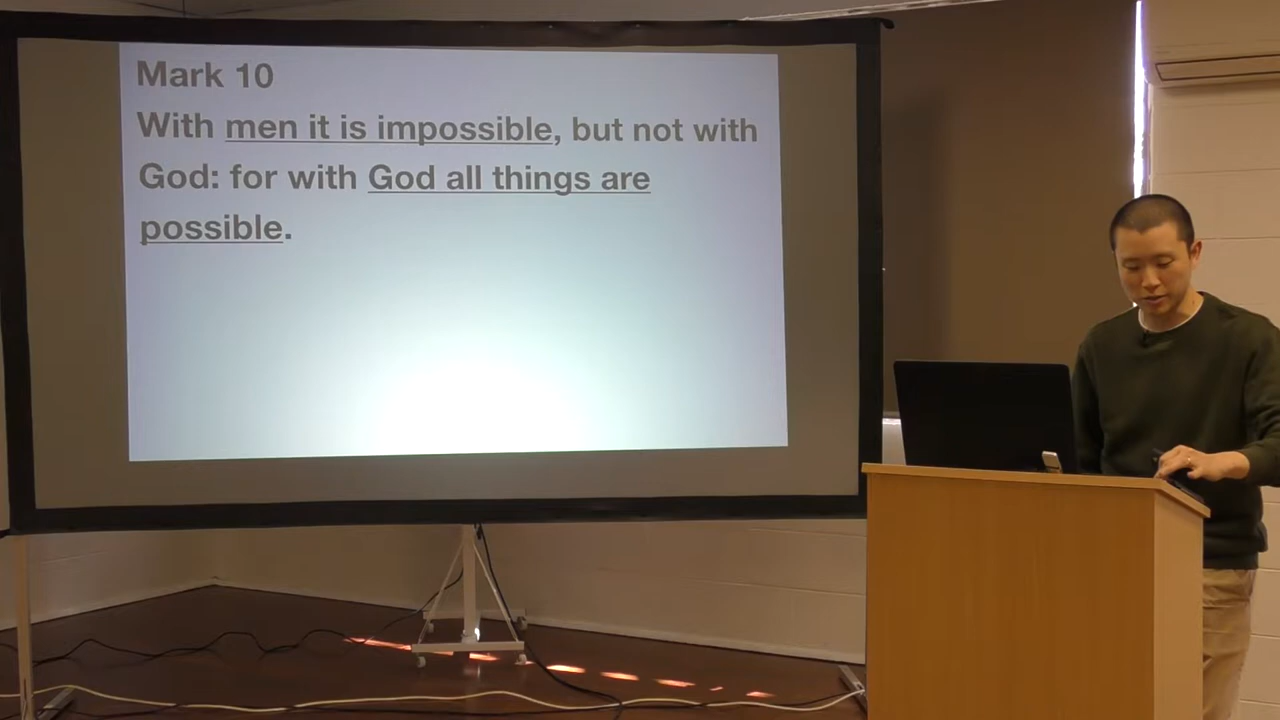 Mark 10
With men it is impossible, but not with
God: for with God all things are
possible.